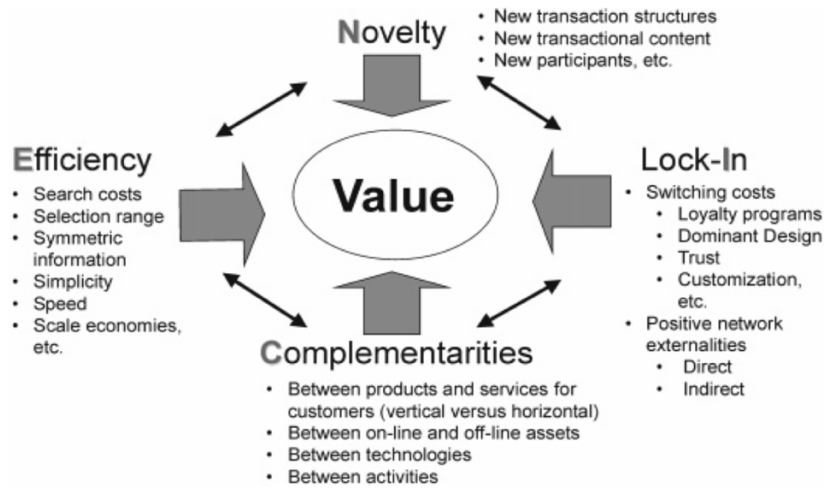 Novelty
• New transaction structures
• New transactional content
• New participants, etc.
Efficiency
• Search costs
• Selection range
• Symmetric
information
• Simplicity
• Speed
• Scale economies,
etc.
Value
Lock-In
• Switching costs
• Loyalty programs
• Dominant Design
• Trust
• Customization,
etc.
• Positive network
externalities
• Direct
• Indirect
Complementarities
• Between products and services for
customers (vertical versus horizontal)
• Between on-line and off-line assets
• Between technologies
• Between activities